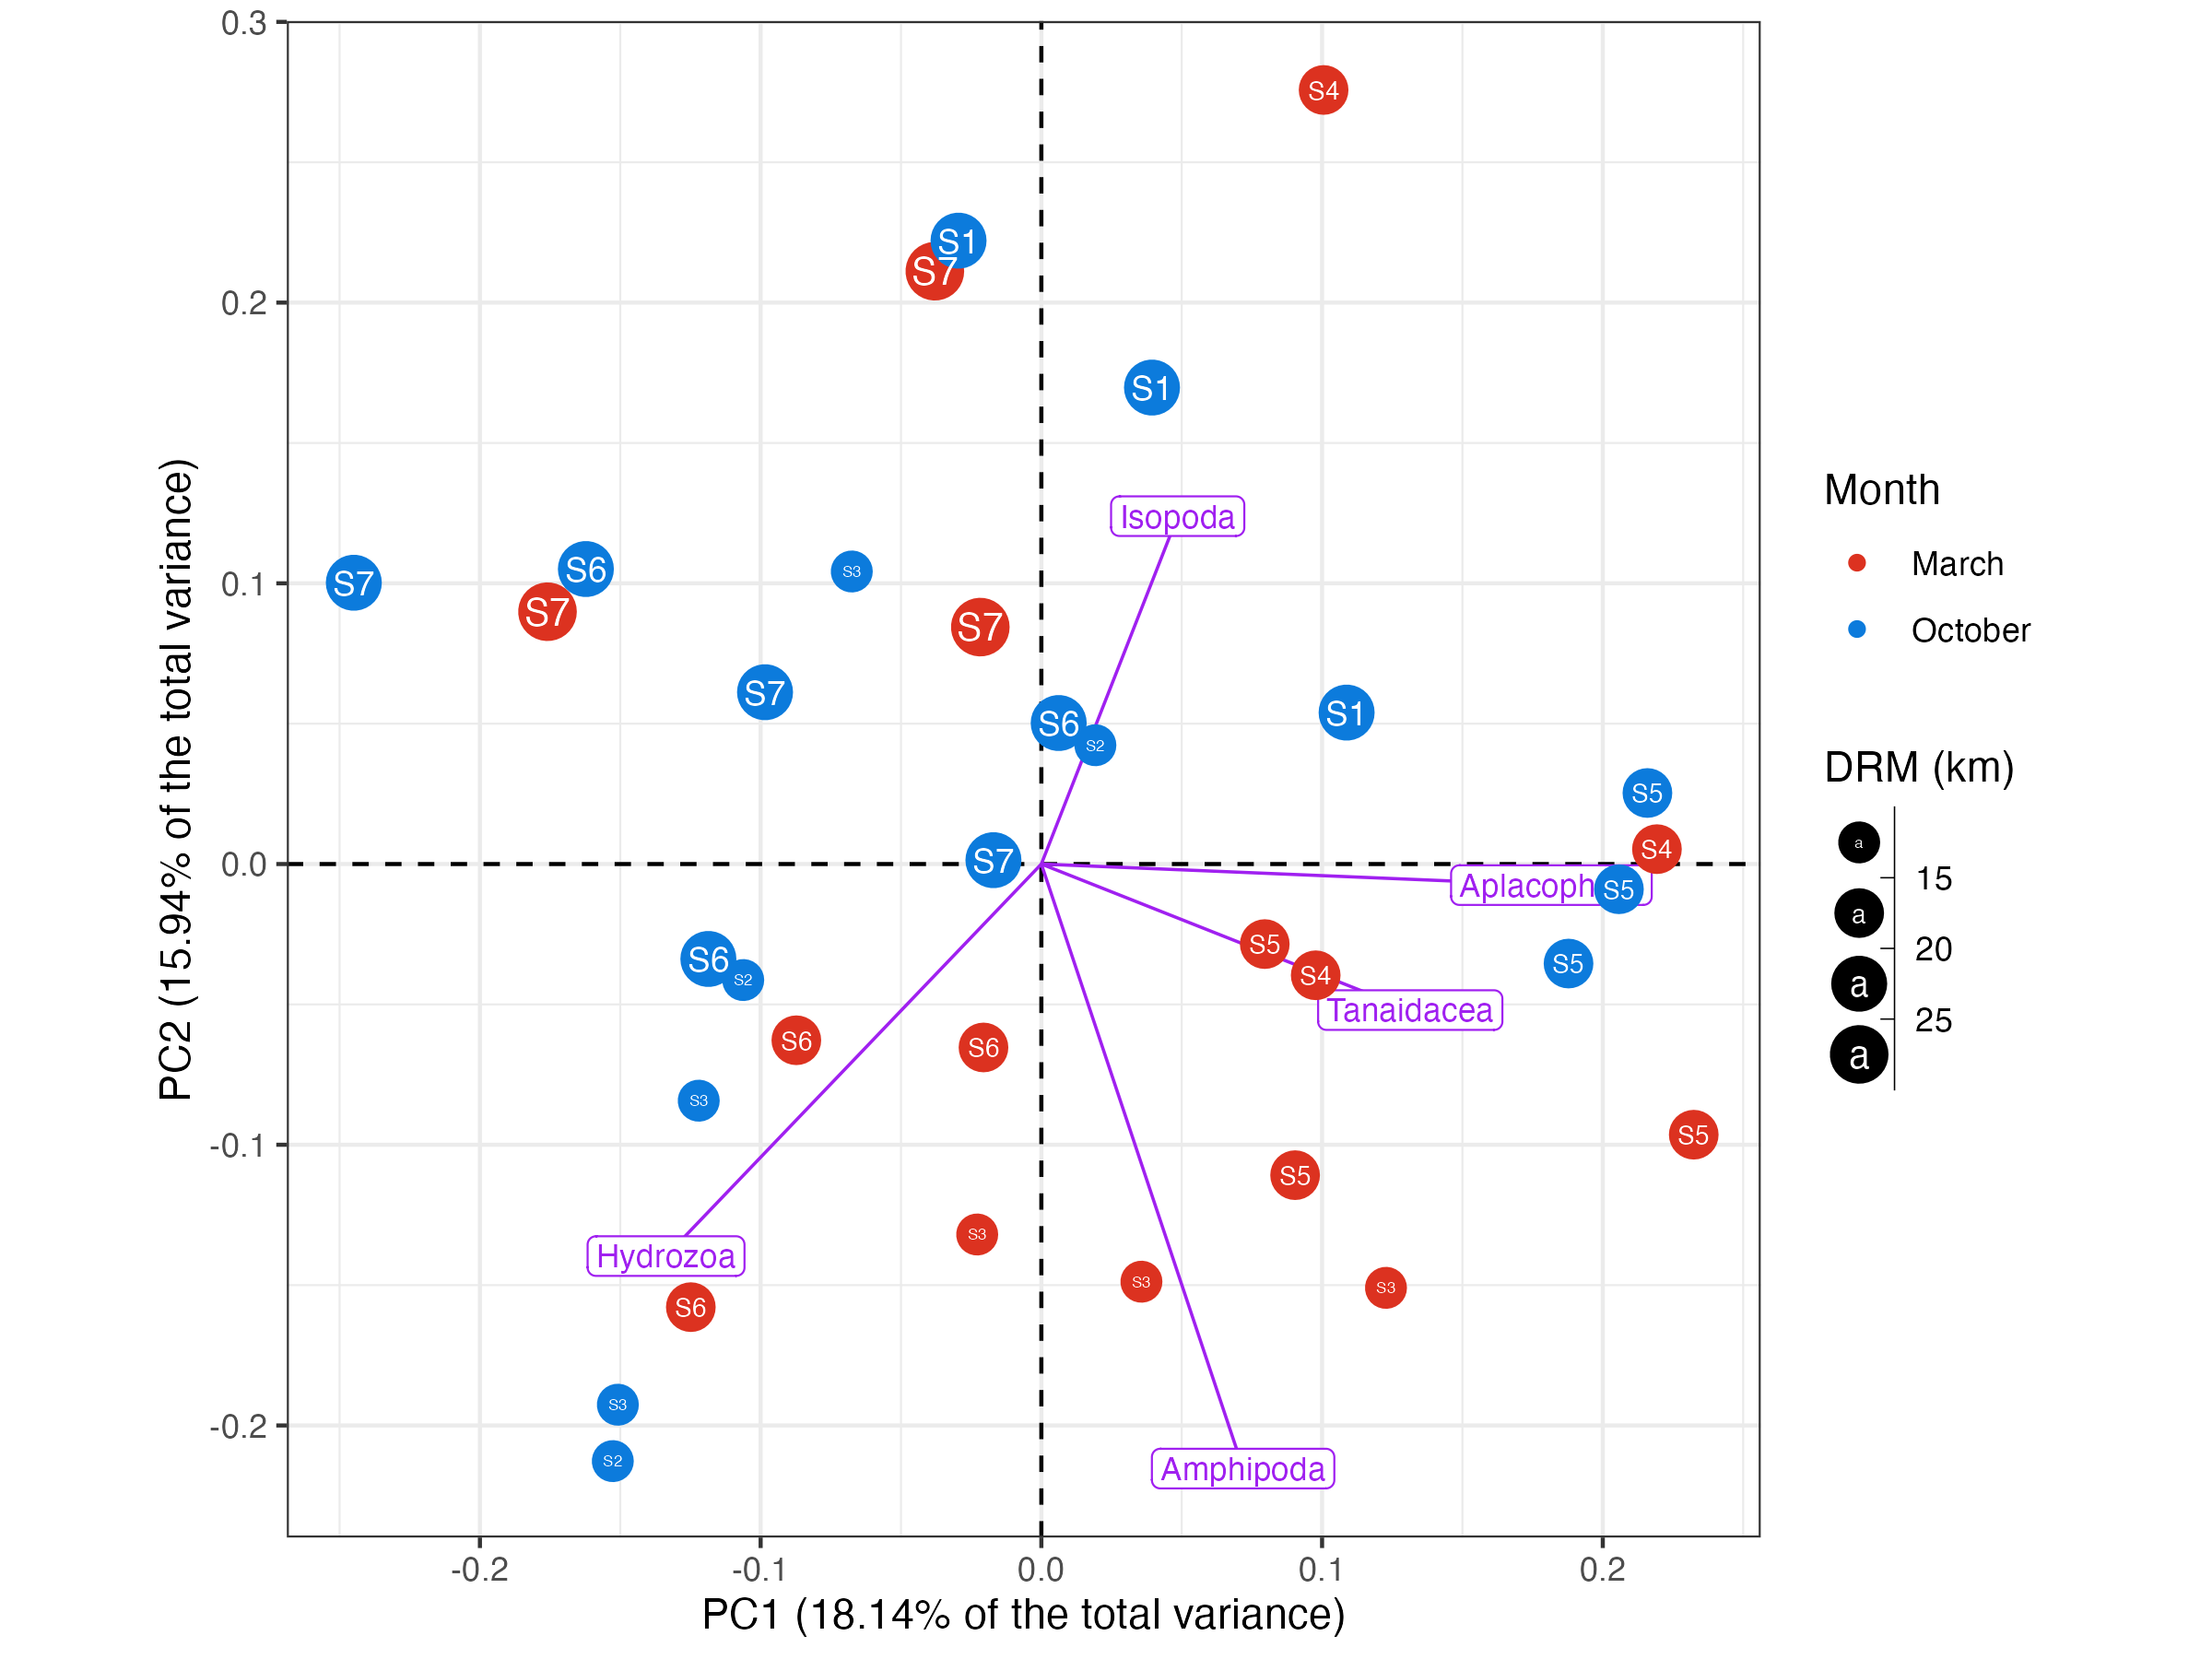 0.3
0.2
0.1
0.0
-0.1
-0.2
PC2 (15.94% of the total variance)
S4
S1
S7
S1
Isopoda
S7
S6
S3
S7
S7
S7
S6
S2
S1
S5
S4
S7
Aplacoph
S5
S5
S4
S5
S6
S2
Tanaidacea
S6
S6
S3
S5
S5
S3
Hydrozoa
S3
S3
S6
S3
S2
Amphipoda
-0.2
-0.1
0.0
0.1
0.2
PC1 (18.14% of the total variance)
Month
March
October
DRM (km)
a
15
a
20
a
25
a